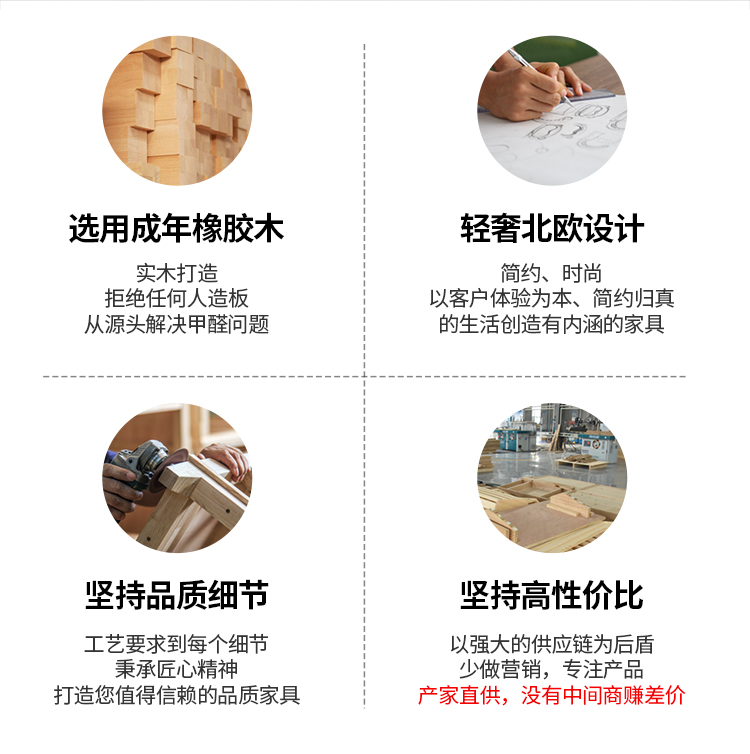 选用成年橡胶木
实木打造
拒绝任何人造板
从源头解决甲醛问题
轻奢北欧设计
简约、时尚
以客户体验为本、简约归真
的生活创造有内涵的家具
坚持品质细节
工艺要求到每个细节
秉承匠心精神
打造您值得信赖的品质家具
坚持高性价比
以强大的供应链为后盾
少做营销，专注产品
产家直供，没有中间商赚差价